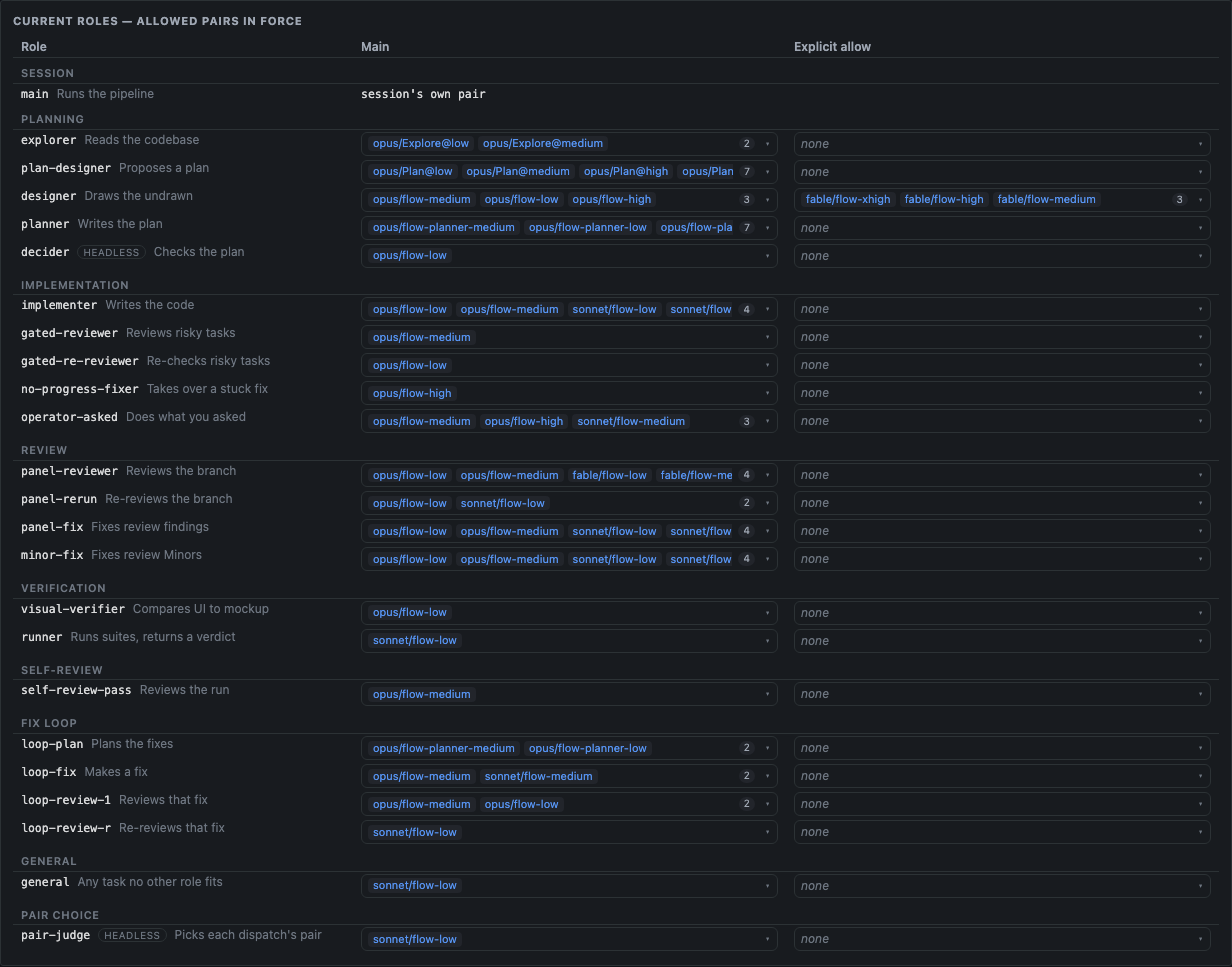 CURRENT ROLES — ALLOWED PAIRS IN FORCE
Role Main Explicit allow
SESSION
main Runs the pipeline session's own pair
PLANNING
explorer Reads the codebase opus/Explore@low opus/Explore@medium 2 none
plan-designer Proposes a plan opus/Plan@low opus/Plan@medium opus/Plan@high opus/Plan 7 none
designer Draws the undrawn opus/flow-medium opus/flow-low opus/flow-high 3 fable/flow-xhigh fable/flow-high fable/flow-medium 3
planner Writes the plan opus/flow-planner-medium opus/flow-planner-low opus/flow-pla 7 none
decider HEADLESS Checks the plan opus/flow-low none
IMPLEMENTATION
implementer Writes the code opus/flow-low opus/flow-medium sonnet/flow-low sonnet/flow 4 none
gated-reviewer Reviews risky tasks opus/flow-medium none
gated-re-reviewer Re-checks risky tasks opus/flow-low none
no-progress-fixer Takes over a stuck fix opus/flow-high none
operator-asked Does what you asked opus/flow-medium opus/flow-high sonnet/flow-medium 3 none
REVIEW
panel-reviewer Reviews the branch opus/flow-low opus/flow-medium fable/flow-low fable/flow-me 4 none
panel-rerun Re-reviews the branch opus/flow-low sonnet/flow-low 2 none
panel-fix Fixes review findings opus/flow-low opus/flow-medium sonnet/flow-low sonnet/flow 4 none
minor-fix Fixes review Minors opus/flow-low opus/flow-medium sonnet/flow-low sonnet/flow 4 none
VERIFICATION
visual-verifier Compares UI to mockup opus/flow-low none
runner Runs suites, returns a verdict sonnet/flow-low none
SELF-REVIEW
self-review-pass Reviews the run opus/flow-medium none
FIX LOOP
loop-plan Plans the fixes opus/flow-planner-medium opus/flow-planner-low 2 none
loop-fix Makes a fix opus/flow-medium sonnet/flow-medium 2 none
loop-review-1 Reviews that fix opus/flow-medium opus/flow-low 2 none
loop-review-r Re-reviews that fix sonnet/flow-low none
GENERAL
general Any task no other role fits sonnet/flow-low none
PAIR CHOICE
pair-judge HEADLESS Picks each dispatch's pair sonnet/flow-low none